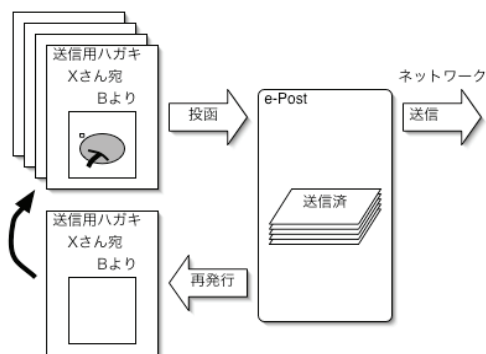 送信用ハガキ
Xさん宛
Bより
投函
e-Post
ネットワーク
送信
送信済
送信用ハガキ
Xさん宛
Bより
再発行